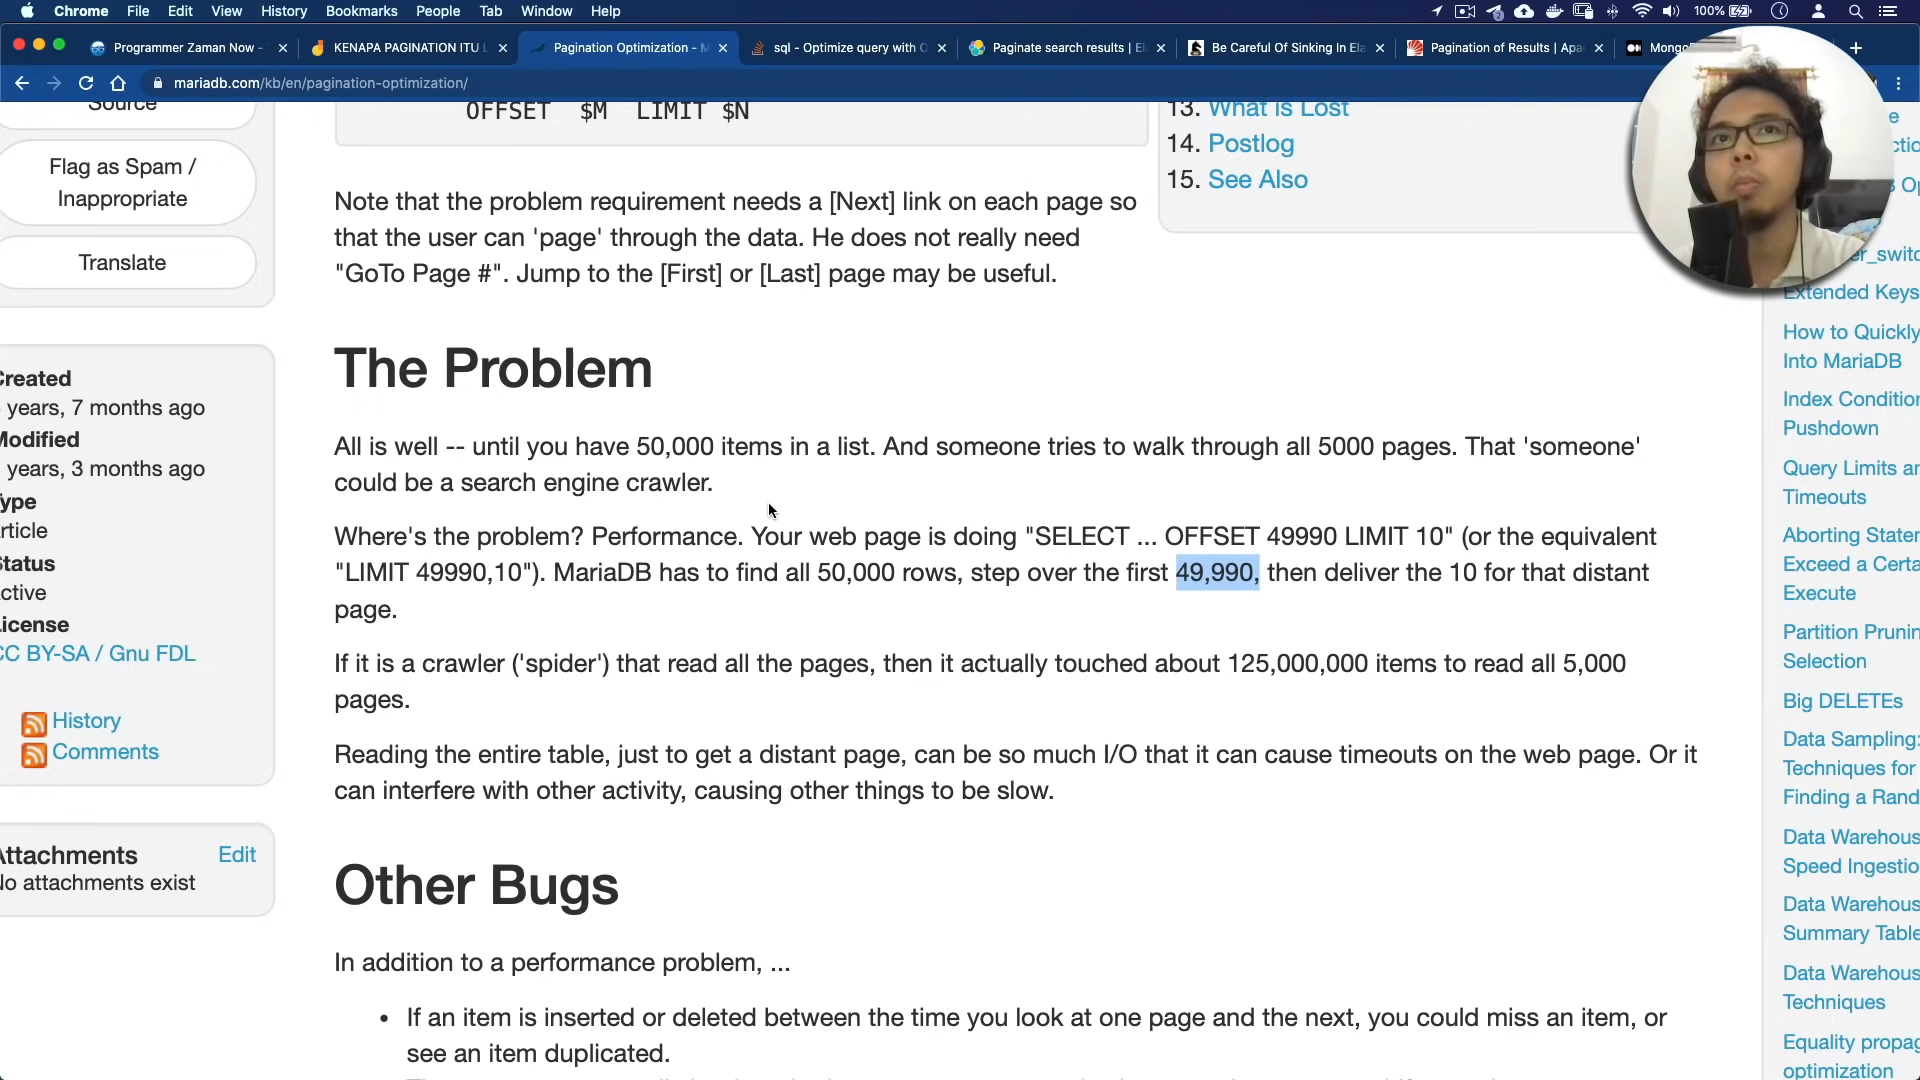 Chrome File Edit View History Bookmarks People Tab Window Help 100%
Programmer Zaman Now - KENAPA PAGINATION ITU Pagination Optimization - M sql - Optimize query with O Paginate search results | El Be Careful Of Sinking In Ela Pagination of Results | Apa
mariadb.com/kb/en/pagination-optimization/
Source
Flag as Spam /
Inappropriate
Translate
Created
years, 7 months ago
Modified
years, 3 months ago
Type
Article
Status
Active
License
CC BY-SA / Gnu FDL
History
Comments
Attachments Edit
No attachments exist
OFFSET $M LIMIT $N
13. What is Lost
14. Postlog
15. See Also
Note that the problem requirement needs a [Next] link on each page so
that the user can 'page' through the data. He does not really need
"GoTo Page #". Jump to the [First] or [Last] page may be useful.
The Problem
All is well -- until you have 50,000 items in a list. And someone tries to walk through all 5000 pages. That 'someone'
could be a search engine crawler.
Where's the problem? Performance. Your web page is doing "SELECT ... OFFSET 49990 LIMIT 10" (or the equivalent
"LIMIT 49990,10"). MariaDB has to find all 50,000 rows, step over the first 49,990, then deliver the 10 for that distant
page.
If it is a crawler ('spider') that read all the pages, then it actually touched about 125,000,000 items to read all 5,000
pages.
Reading the entire table, just to get a distant page, can be so much I/O that it can cause timeouts on the web page. Or it
can interfere with other activity, causing other things to be slow.
Other Bugs
In addition to a performance problem, ...
• If an item is inserted or deleted between the time you look at one page and the next, you could miss an item, or
see an item duplicated.
Extended Keys
How to Quickly
Into MariaDB
Index Condition
Pushdown
Query Limits an
Timeouts
Aborting Stater
Exceed a Certa
Execute
Partition Prunin
Selection
Big DELETEs
Data Sampling:
Techniques for
Finding a Rand
Data Warehous
Speed Ingestio
Data Warehous
Summary Table
Data Warehous
Techniques
Equality propag
optimization